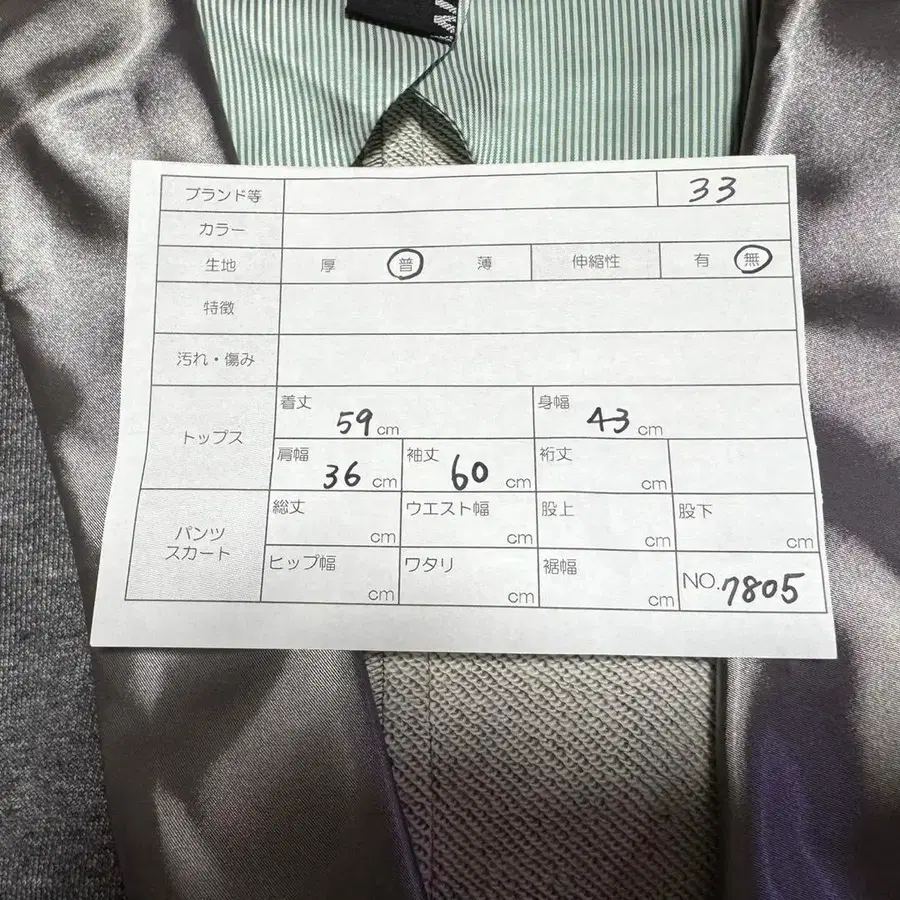 ブランド等 33
カラー
生地 厚 普 薄 伸縮性 有 無
特徴
汚れ・傷み
トップス
着丈 59cm 身幅 43cm
肩幅 36cm 袖丈 60cm 裄丈 cm
パンツ
スカート
総丈 cm ウエスト幅 股上 cm 股下 cm
ヒップ幅 cm ワタリ cm 裾幅 cm NO.7805